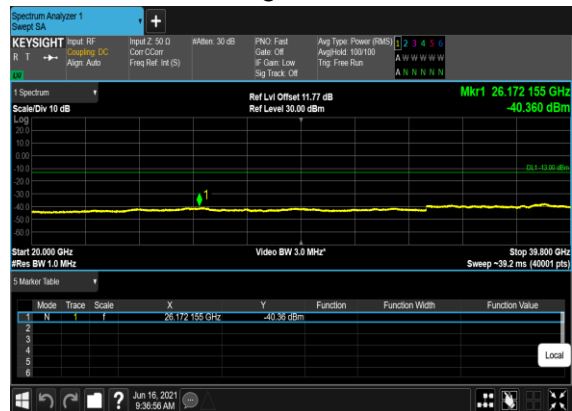 Spectrum Analyzer 1
Swept SA
+
KEYSIGHT Input: RF Input Z: 50 Ω #Atten: 30 dB PNO: Fast Avg Type: Power (RMS) 1 2 3 4 5 6
R T Coupling: DC Corr CCorr Gate: Off Avg|Hold: 100/100 A W W W W W
Align: Auto Freq Ref: Int (S) IF Gain: Low Trig: Free Run
Sig Track: Off A N N N N N
LXI
1 Spectrum Ref Lvl Offset 11.77 dB Mkr1 26.172 155 GHz
Scale/Div 10 dB Ref Level 30.00 dBm -40.360 dBm
Log
20.0
10.0
0.00
-10.0
DL1 -13.00 dBm
-20.0
-30.0
1
-40.0
-50.0
-60.0
Start 20.000 GHz Video BW 3.0 MHz* Stop 39.800 GHz
#Res BW 1.0 MHz Sweep ~39.2 ms (40001 pts)
5 Marker Table
Mode Trace Scale X Y Function Function Width Function Value
1 N 1 f 26.172 155 GHz -40.36 dBm
2
3
4
5
6
Local
? Jun 16, 2021
9:36:56 AM